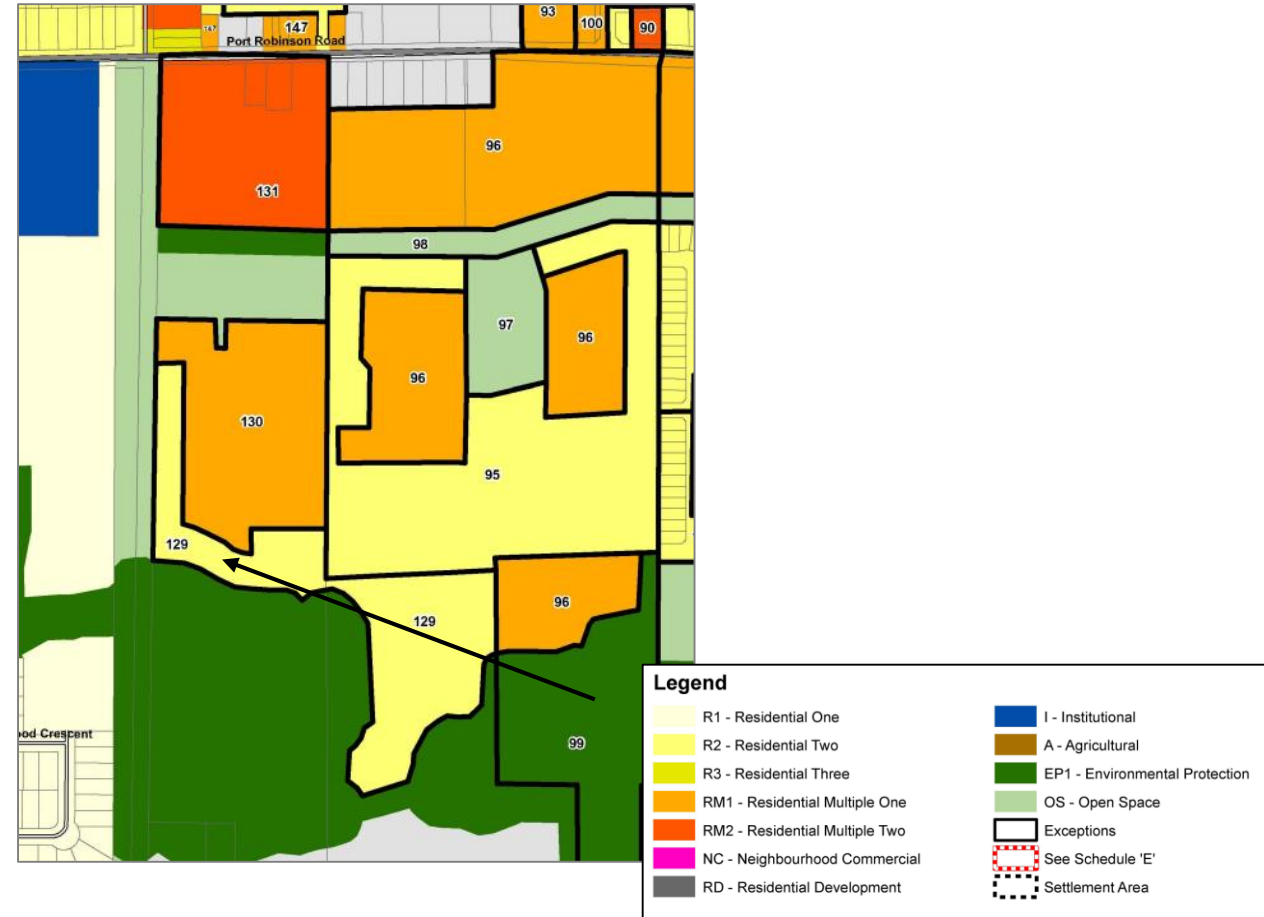 93
100
90
147
147
Port Robinson Road
96
131
98
97
96
96
130
95
129
96
129
99
ood Crescent
Legend
R1 - Residential One
R2 - Residential Two
R3 - Residential Three
RM1 - Residential Multiple One
RM2 - Residential Multiple Two
NC - Neighbourhood Commercial
RD - Residential Development
I - Institutional
A - Agricultural
EP1 - Environmental Protection
OS - Open Space
Exceptions
See Schedule 'E'
Settlement Area